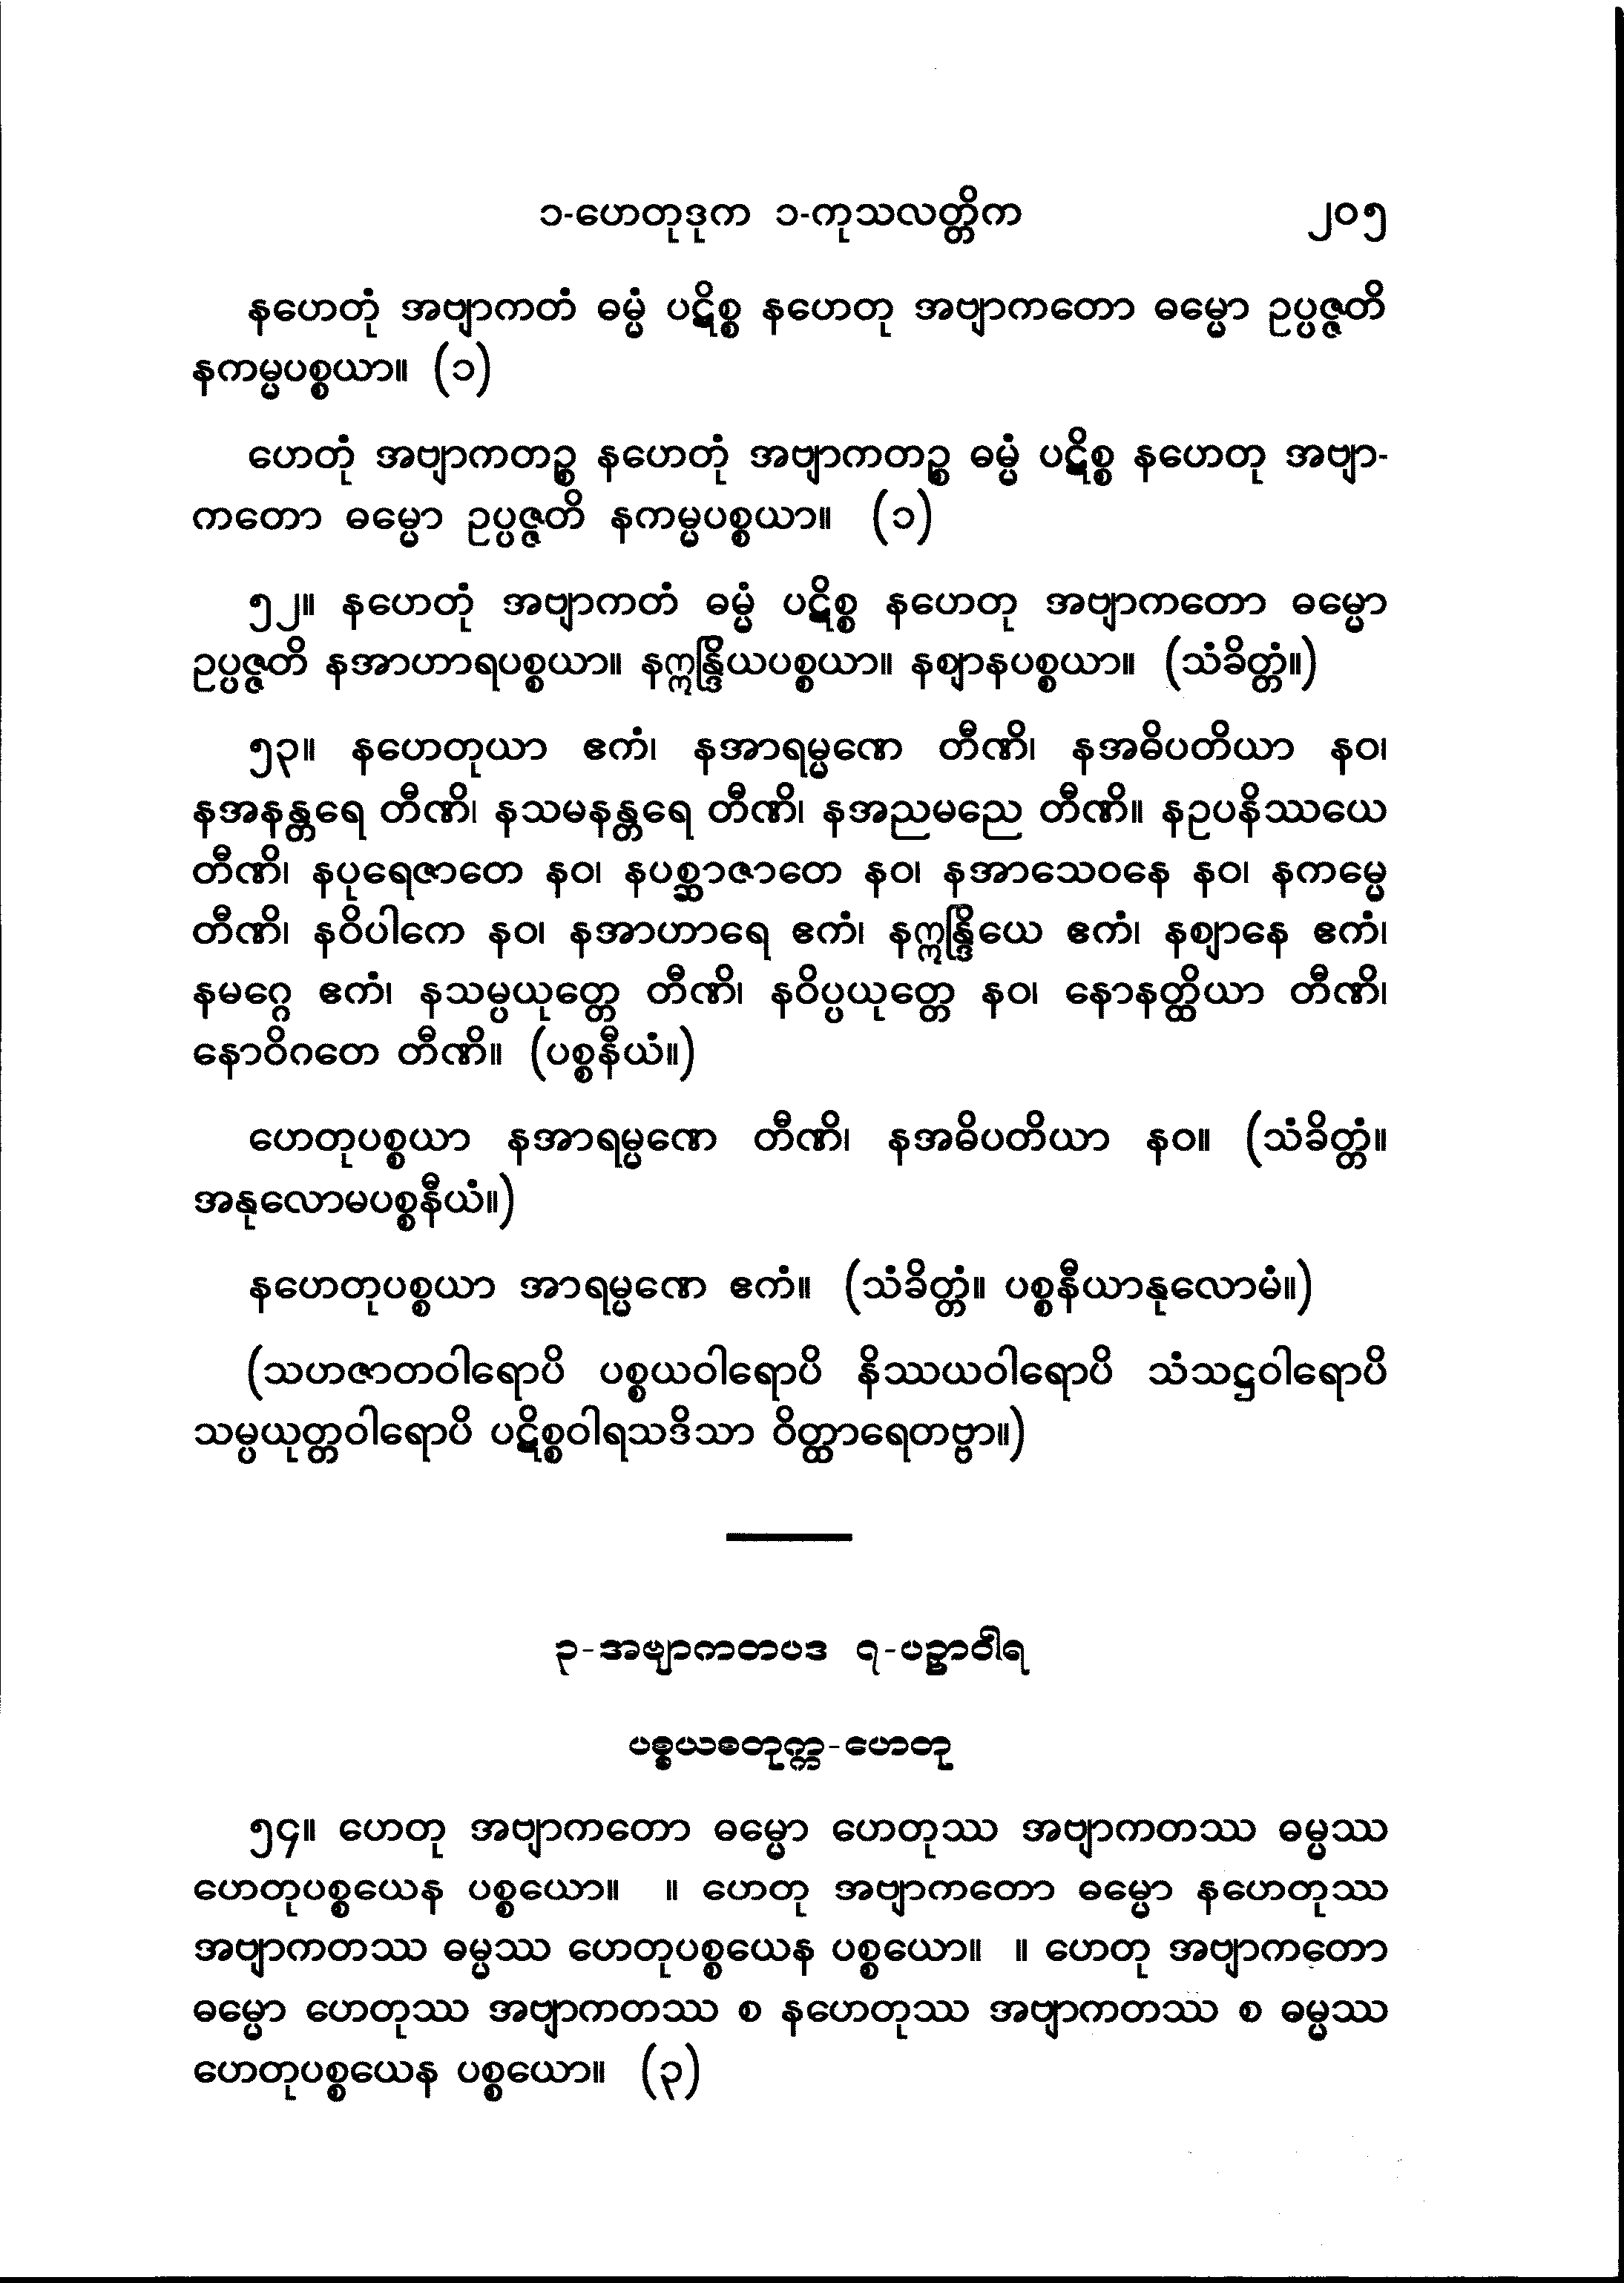 ၁-ဟေတုဒုက ၁-ကုသလတ္တိက ၂၀၅
နဟေတုံ အဗျာကတံ ဓမ္မံ ပဋိစ္စ နဟေတု အဗျာကတော ဓမ္မော ဥပ္ပဇ္ဇတိ
နကမ္မပစ္စယာ။ (၁)
ဟေတုံ အဗျာကတဉ္စ နဟေတုံ အဗျာကတဉ္စ ဓမ္မံ ပဋိစ္စ နဟေတု အဗျာ-
ကတော ဓမ္မော ဥပ္ပဇ္ဇတိ နကမ္မပစ္စယာ။ (၁)
၅၂။ နဟေတုံ အဗျာကတံ ဓမ္မံ ပဋိစ္စ နဟေတု အဗျာကတော ဓမ္မော
ဥပ္ပဇ္ဇတိ နအာဟာရပစ္စယာ။ နဣန္ဒြိယပစ္စယာ။ နဈာနပစ္စယာ။ (သံခိတ္တံ။)
၅၃။ နဟေတုယာ ဧကံ၊ နအာရမ္မဏေ တီဏိ၊ နအဓိပတိယာ နဝ၊
နအနန္တရေ တီဏိ၊ နသမနန္တရေ တီဏိ၊ နအညမညေ တီဏိ။ နဥပနိဿယေ
တီဏိ၊ နပုရေဇာတေ နဝ၊ နပစ္ဆာဇာတေ နဝ၊ နအာသေဝနေ နဝ၊ နကမ္မေ
တီဏိ၊ နဝိပါကေ နဝ၊ နအာဟာရေ ဧကံ၊ နဣန္ဒြိယေ ဧကံ၊ နဈာနေ ဧကံ၊
နမဂ္ဂေ ဧကံ၊ နသမ္ပယုတ္တေ တီဏိ၊ နဝိပ္ပယုတ္တေ နဝ၊ နောနတ္ထိယာ တီဏိ၊
နောဝိဂတေ တီဏိ။ (ပစ္စနီယံ။)
ဟေတုပစ္စယာ နအာရမ္မဏေ တီဏိ၊ နအဓိပတိယာ နဝ။ (သံခိတ္တံ။
အနုလောမပစ္စနီယံ။)
နဟေတုပစ္စယာ အာရမ္မဏေ ဧကံ။ (သံခိတ္တံ။ ပစ္စနီယာနုလောမံ။)
(သဟဇာတဝါရောပိ ပစ္စယဝါရောပိ နိဿယဝါရောပိ သံသဋ္ဌဝါရောပိ
သမ္ပယုတ္တဝါရောပိ ပဋိစ္စဝါရသဒိသာ ဝိတ္ထာရေတဗ္ဗာ။)
၃-အဗျာကတပဒ ၇-ပဉှာဝါရ
ပစ္စယစတုက္က-ဟေတု
၅၄။ ဟေတု အဗျာကတော ဓမ္မော ဟေတုဿ အဗျာကတဿ ဓမ္မဿ
ဟေတုပစ္စယေန ပစ္စယော။ ။ ဟေတု အဗျာကတော ဓမ္မော နဟေတုဿ
အဗျာကတဿ ဓမ္မဿ ဟေတုပစ္စယေန ပစ္စယော။ ။ ဟေတု အဗျာကတော
ဓမ္မော ဟေတုဿ အဗျာကတဿ စ နဟေတုဿ အဗျာကတဿ စ ဓမ္မဿ
ဟေတုပစ္စယေန ပစ္စယော။ (၃)